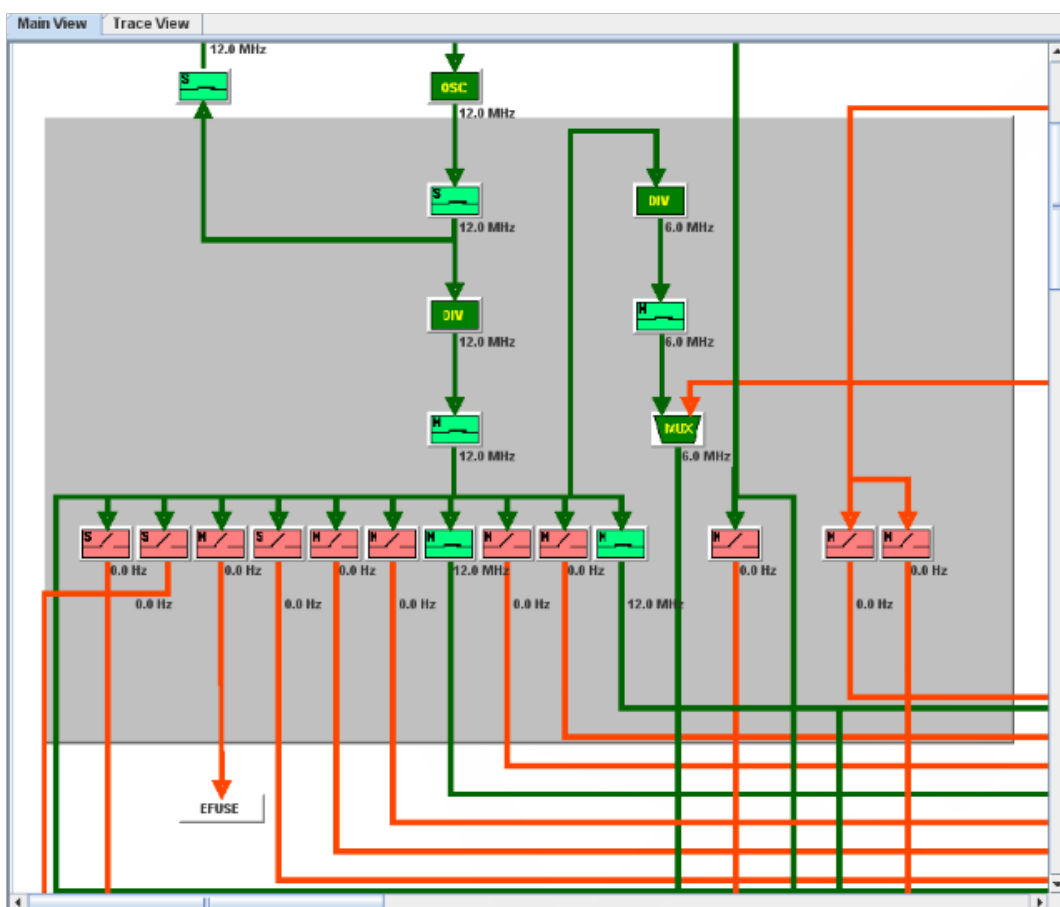 Main View Trace View
12.0 MHz
S
OSC
12.0 MHz
S
DIV
12.0 MHz
6.0 MHz
DIV
H
12.0 MHz
6.0 MHz
H
MUX
12.0 MHz
6.0 MHz
S S H S H H H H H H H H H
0.0 Hz 0.0 Hz 0.0 Hz 12.0 MHz 0.0 Hz 0.0 Hz 0.0 Hz
0.0 Hz 0.0 Hz 0.0 Hz 0.0 Hz 12.0 MHz 0.0 Hz
EFUSE